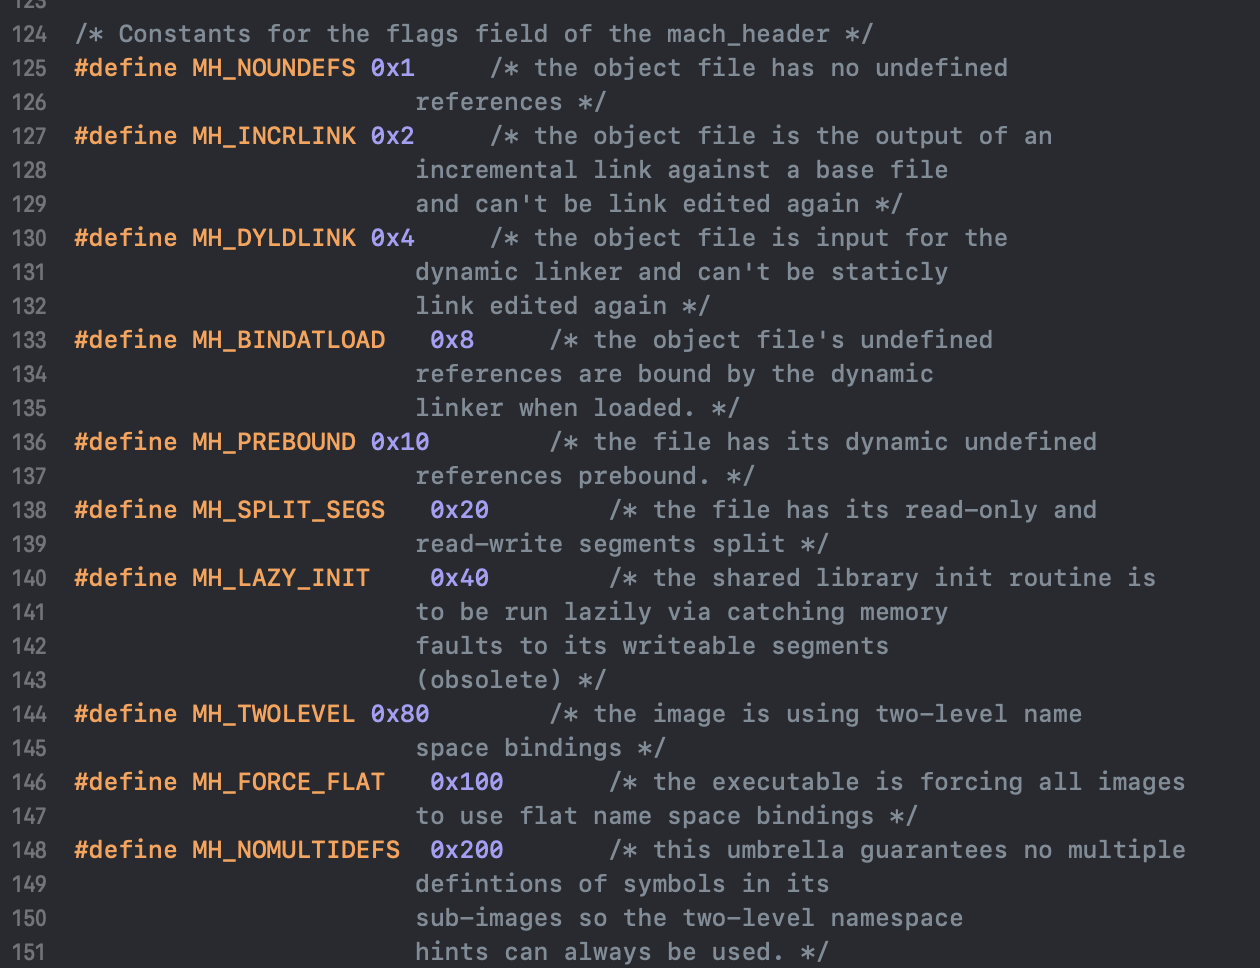 123
124 /* Constants for the flags field of the mach_header */
125 #define MH_NOUNDEFS 0x1 /* the object file has no undefined
126 references */
127 #define MH_INCRLINK 0x2 /* the object file is the output of an
128 incremental link against a base file
129 and can't be link edited again */
130 #define MH_DYLDLINK 0x4 /* the object file is input for the
131 dynamic linker and can't be staticly
132 link edited again */
133 #define MH_BINDATLOAD 0x8 /* the object file's undefined
134 references are bound by the dynamic
135 linker when loaded. */
136 #define MH_PREBOUND 0x10 /* the file has its dynamic undefined
137 references prebound. */
138 #define MH_SPLIT_SEGS 0x20 /* the file has its read-only and
139 read-write segments split */
140 #define MH_LAZY_INIT 0x40 /* the shared library init routine is
141 to be run lazily via catching memory
142 faults to its writeable segments
143 (obsolete) */
144 #define MH_TWOLEVEL 0x80 /* the image is using two-level name
145 space bindings */
146 #define MH_FORCE_FLAT 0x100 /* the executable is forcing all images
147 to use flat name space bindings */
148 #define MH_NOMULTIDEFS 0x200 /* this umbrella guarantees no multiple
149 defintions of symbols in its
150 sub-images so the two-level namespace
151 hints can always be used. */